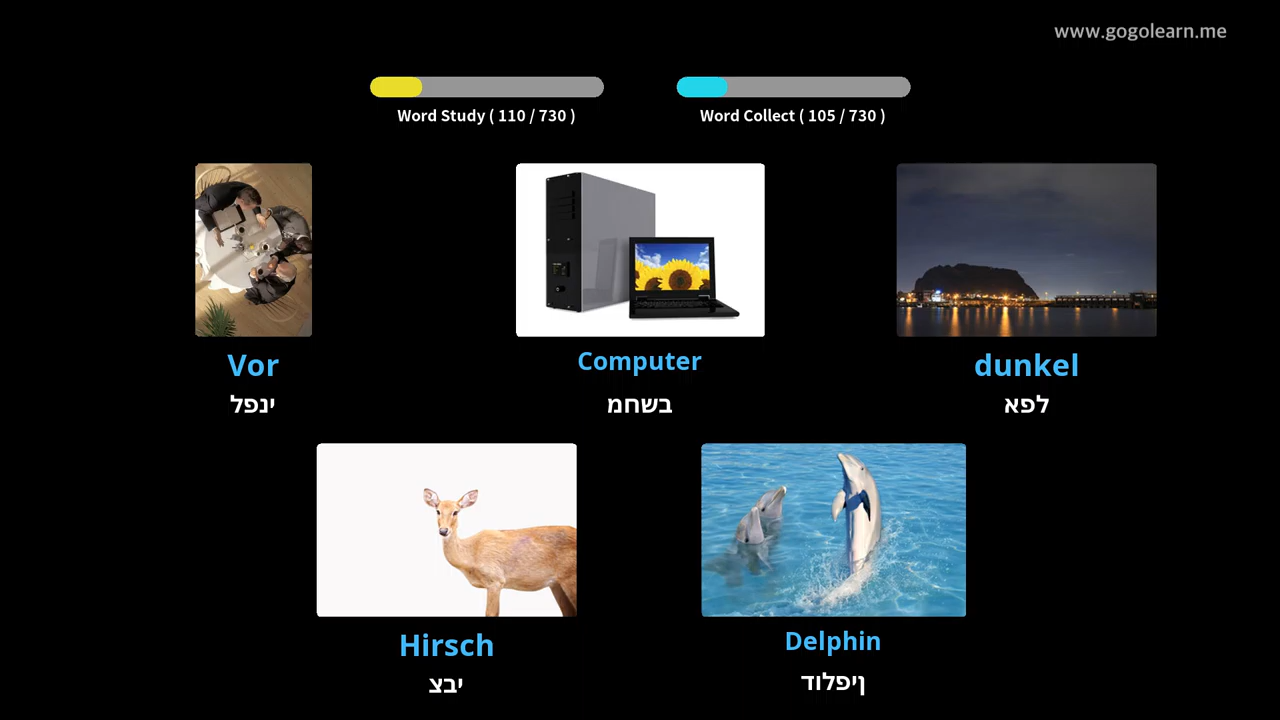 www.gogolearn.me
Word Study ( 110 / 730 )
Word Collect ( 105 / 730 )
Vor
ינפל
Computer
בשחמ
dunkel
לפא
Hirsch
יבצ
Delphin
ןיפלוד